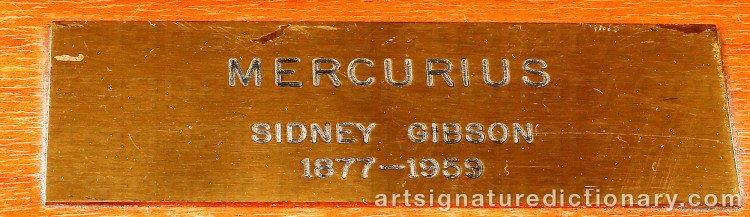 MERCURIUS
SIDNEY GIBSON
1877-1959
artsignaturedictionary.com